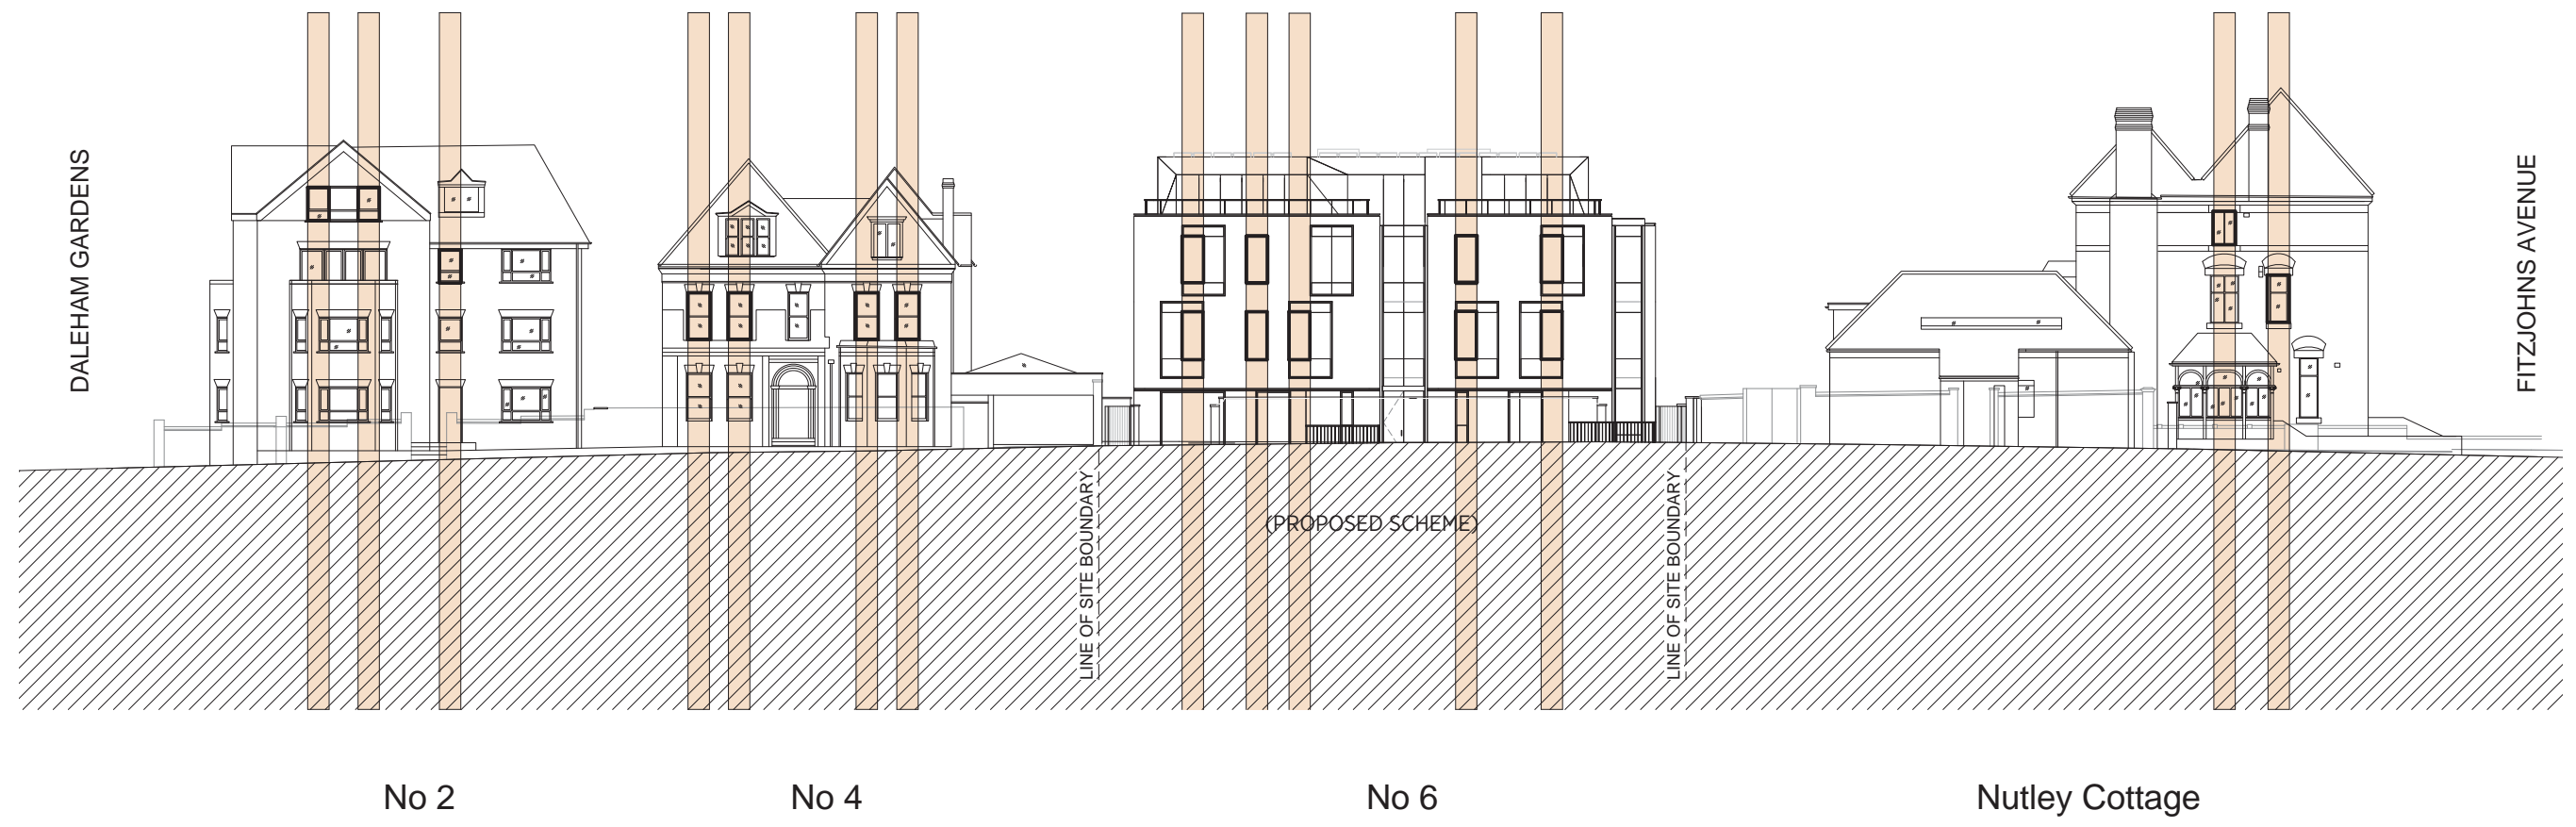 DALEHAM GARDENS
FITZJOHNS AVENUE
LINE OF SITE BOUNDARY
(PROPOSED SCHEME)
LINE OF SITE BOUNDARY
No 2
No 4
No 6
Nutley Cottage